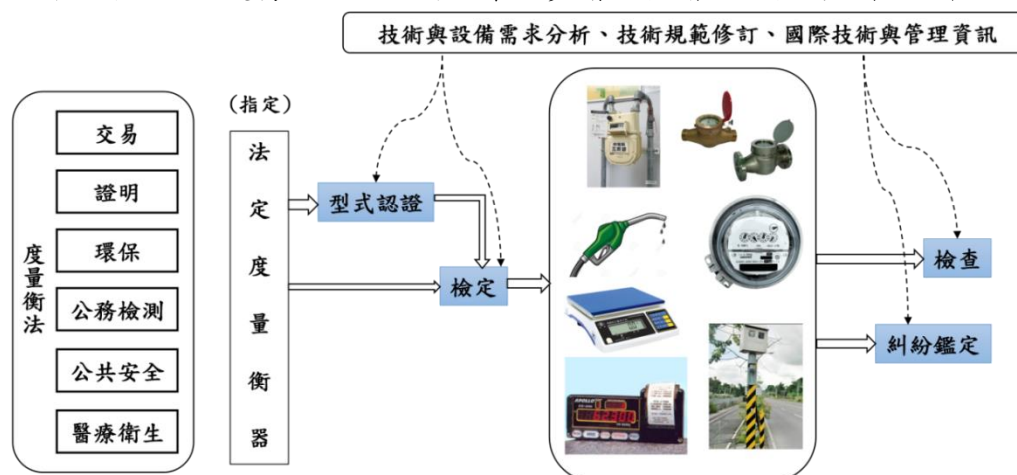 技術與設備需求分析、技術規範修訂、國際技術與管理資訊
度量衡法
交易
證明
環保
公務檢測
公共安全
醫療衛生
(指定)
法定度量衡器
型式認證
檢定
檢查
糾紛鑑定